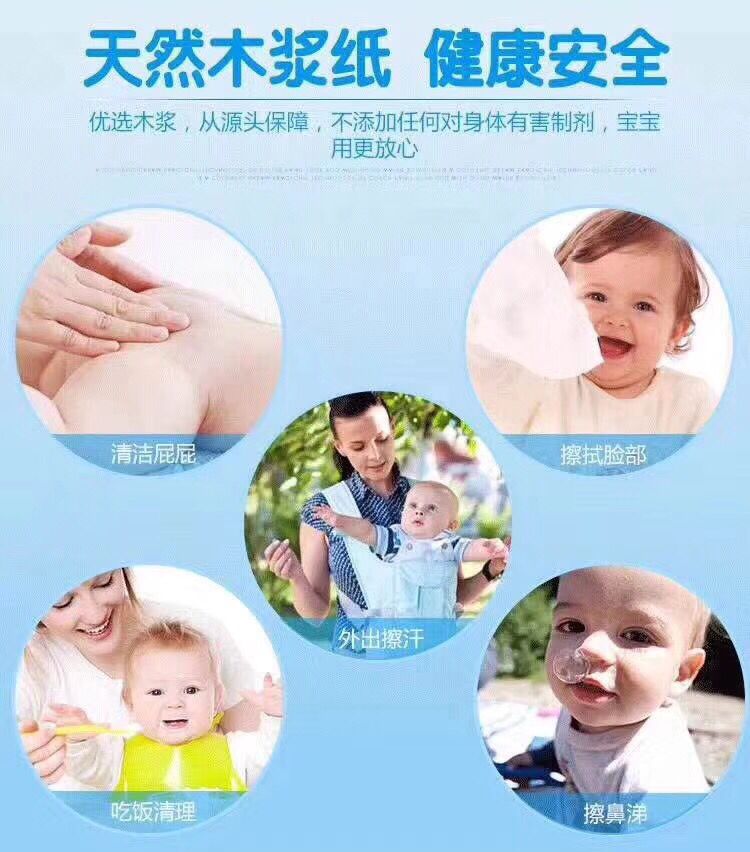 天然木浆纸 健康安全
优选木浆，从源头保障，不添加任何对身体有害制剂，宝宝
用更放心
清洁屁屁
擦拭脸部
外出擦汗
吃饭清理
擦鼻涕